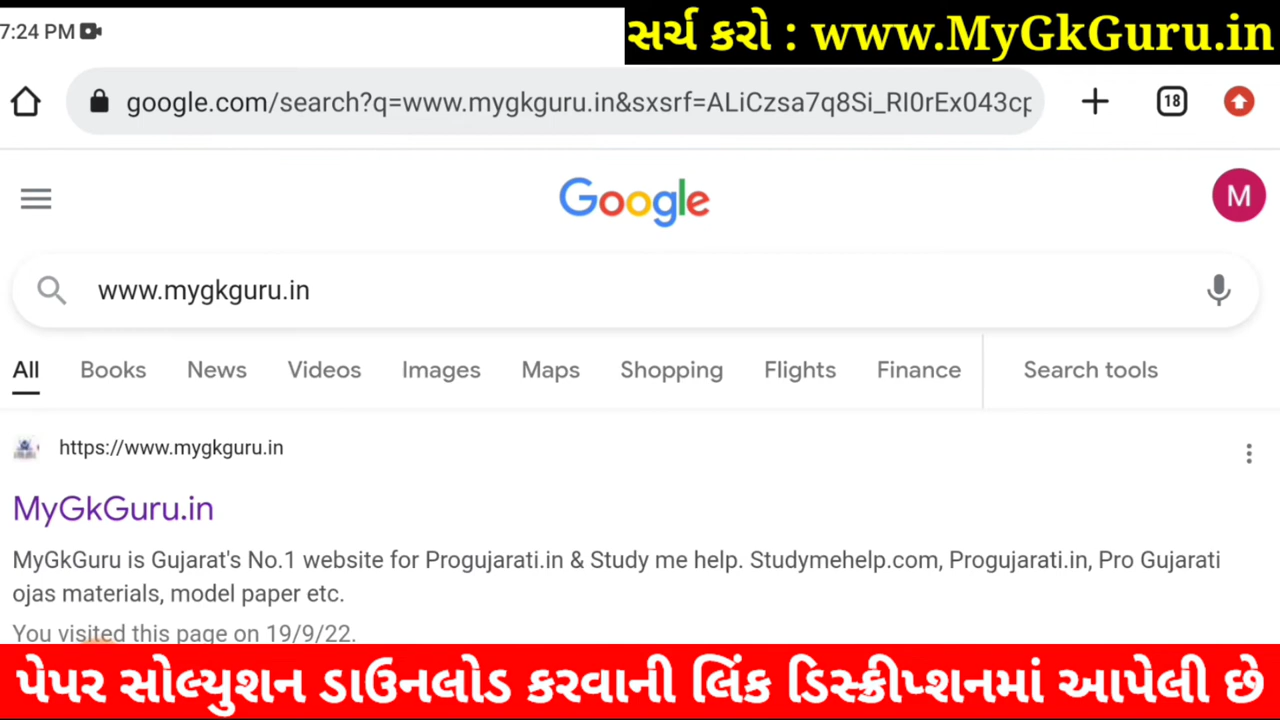 7:24 PM
સર્ચ કરો : www.MyGkGuru.in
google.com/search?q=www.mygkguru.in&sxsrf=ALiCzsa7q8Si_RI0rEx043cp
18
Google
M
www.mygkguru.in
All Books News Videos Images Maps Shopping Flights Finance Search tools
https://www.mygkguru.in
MyGkGuru.in
MyGkGuru is Gujarat's No.1 website for Progujarati.in & Study me help. Studymehelp.com, Progujarati.in, Pro Gujarati
ojas materials, model paper etc.
You visited this page on 19/9/22.
પેપર સોલ્યુશન ડાઉનલોડ કરવાની લિંક ડિસ્ક્રીપ્શનમાં આપેલી છે